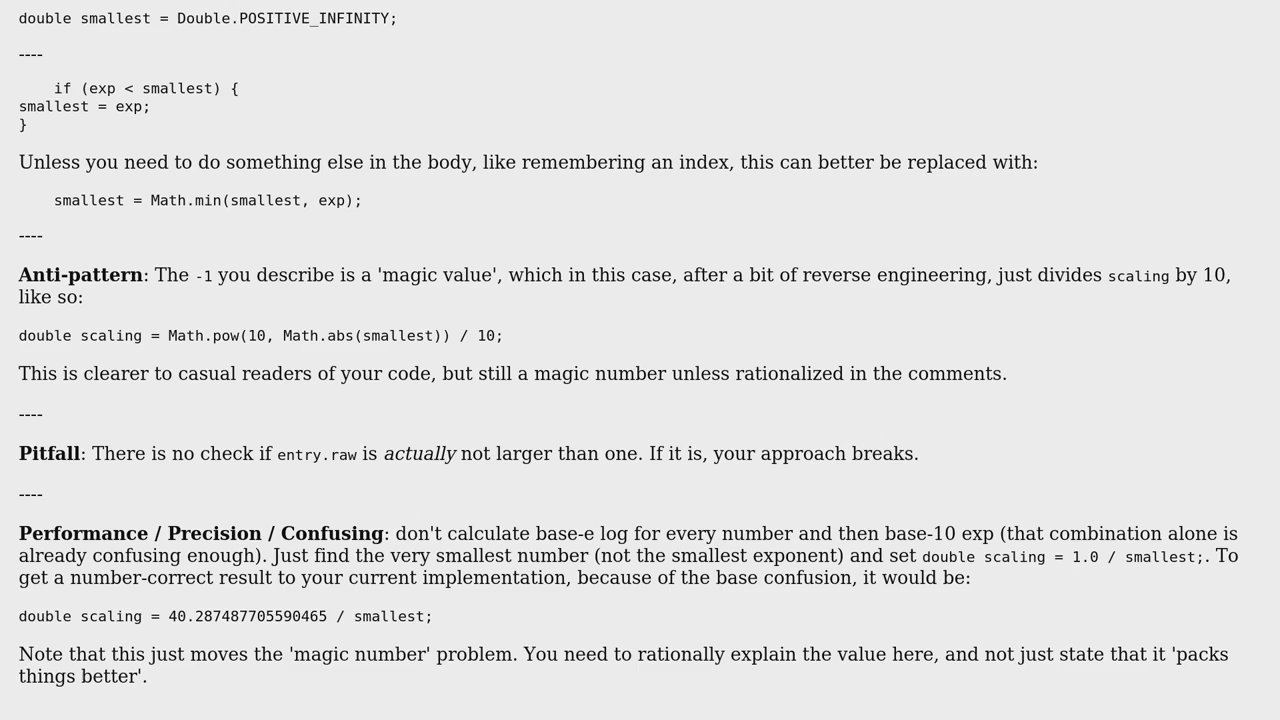 double smallest = Double.POSITIVE_INFINITY;
----
    if (exp < smallest) {
smallest = exp;
}
Unless you need to do something else in the body, like remembering an index, this can better be replaced with:
    smallest = Math.min(smallest, exp);
----
Anti-pattern: The -1 you describe is a 'magic value', which in this case, after a bit of reverse engineering, just divides scaling by 10,
like so:
double scaling = Math.pow(10, Math.abs(smallest)) / 10;
This is clearer to casual readers of your code, but still a magic number unless rationalized in the comments.
----
Pitfall: There is no check if entry.raw is actually not larger than one. If it is, your approach breaks.
----
Performance / Precision / Confusing: don't calculate base-e log for every number and then base-10 exp (that combination alone is
already confusing enough). Just find the very smallest number (not the smallest exponent) and set double scaling = 1.0 / smallest;. To
get a number-correct result to your current implementation, because of the base confusion, it would be:
double scaling = 40.287487705590465 / smallest;
Note that this just moves the 'magic number' problem. You need to rationally explain the value here, and not just state that it 'packs
things better'.